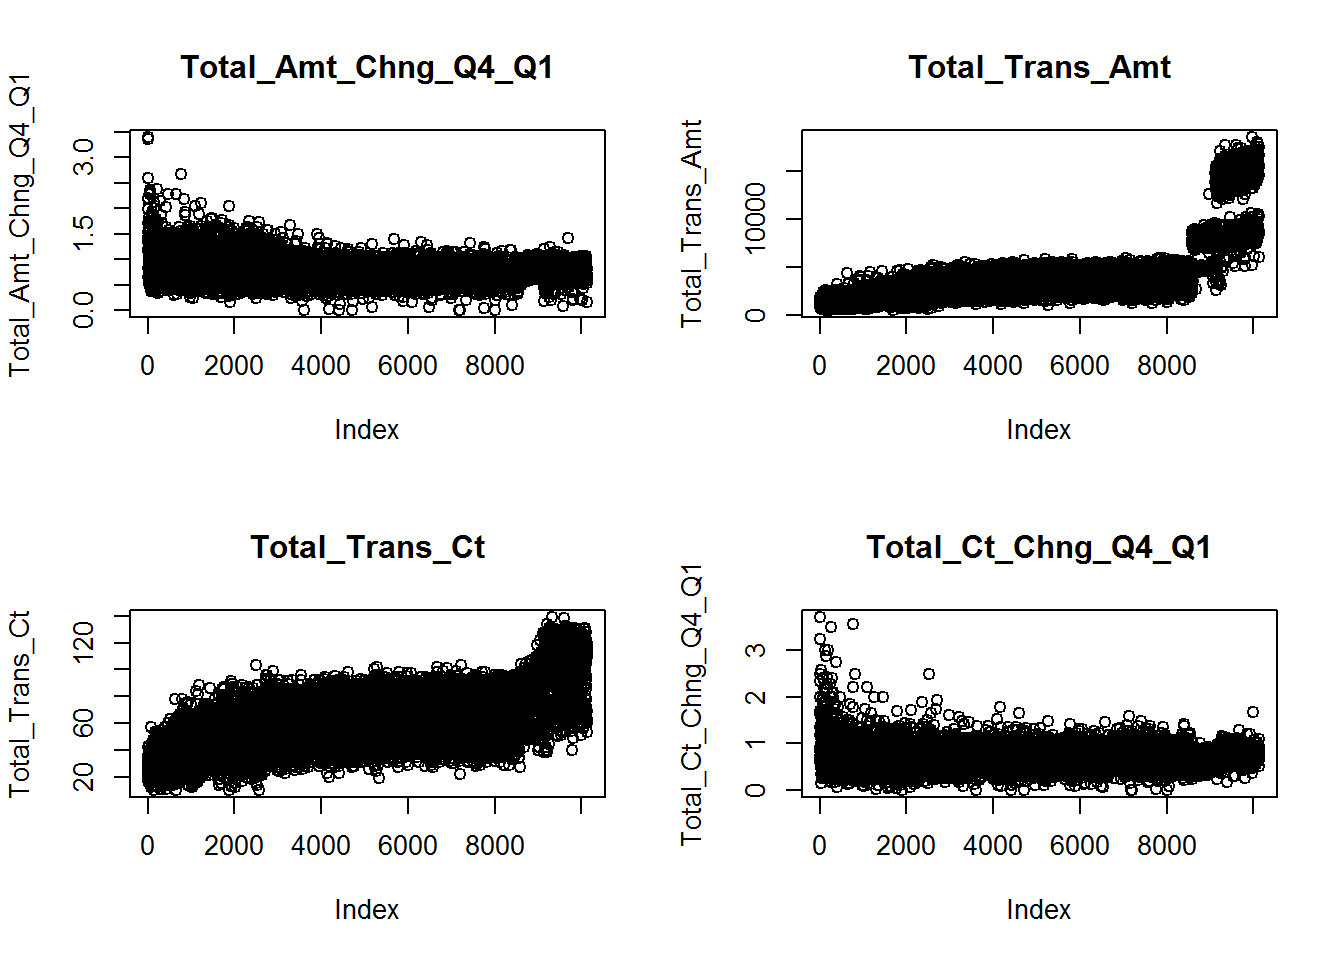 Total_Amt_Chng_Q4_Q1
Total_Amt_Chng_Q4_Q1
0.0 1.5 3.0
0 2000 4000 6000 8000
Index
Total_Trans_Amt
Total_Trans_Amt
0 10000
0 2000 4000 6000 8000
Index
Total_Trans_Ct
Total_Trans_Ct
20 60 120
0 2000 4000 6000 8000
Index
Total_Ct_Chng_Q4_Q1
Total_Ct_Chng_Q4_Q1
0 1 2 3
0 2000 4000 6000 8000
Index